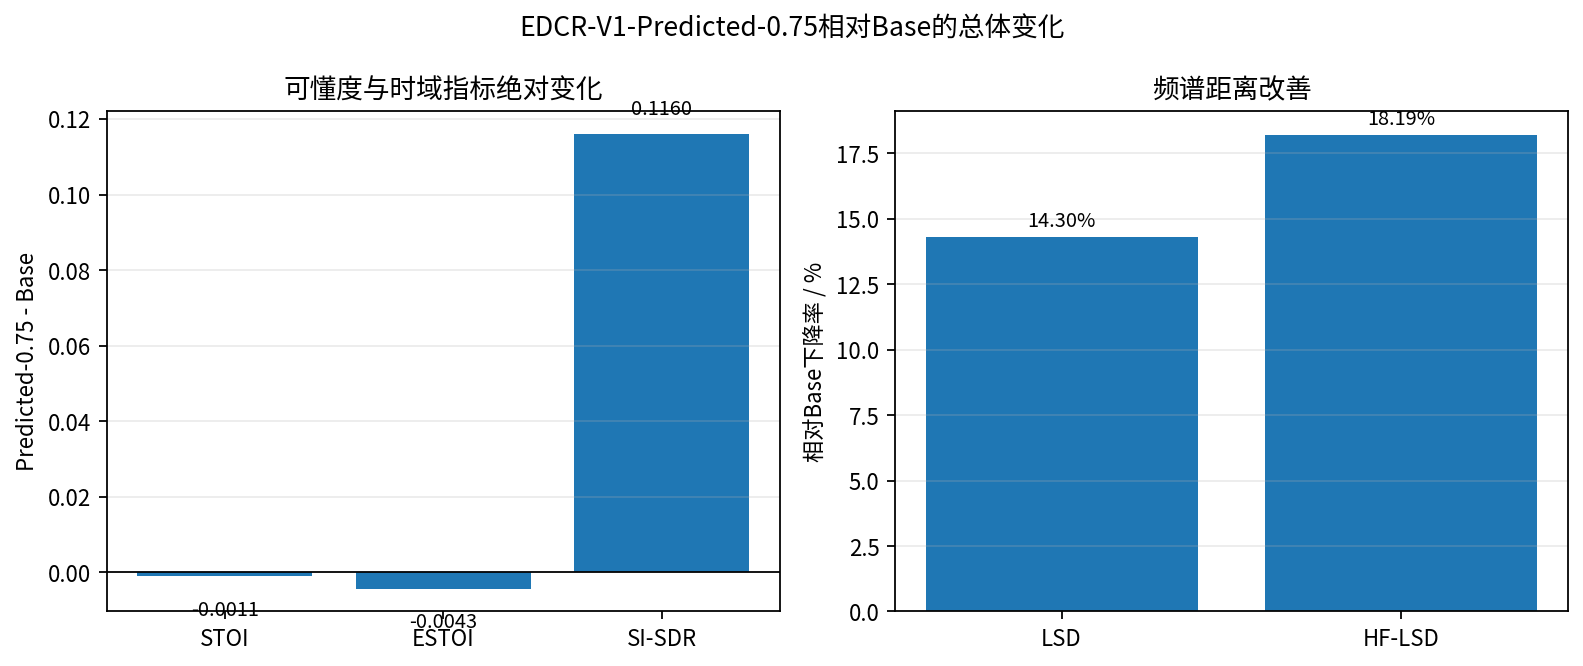 EDCR-V1-Predicted-0.75相对Base的总体变化
可懂度与时域指标绝对变化
Predicted-0.75 - Base
0.12
0.10
0.08
0.06
0.04
0.02
0.00
0.1160
-0.0011
-0.0043
STOI
ESTOI
SI-SDR
频谱距离改善
相对Base下降率 / %
17.5
15.0
12.5
10.0
7.5
5.0
2.5
0.0
14.30%
18.19%
LSD
HF-LSD